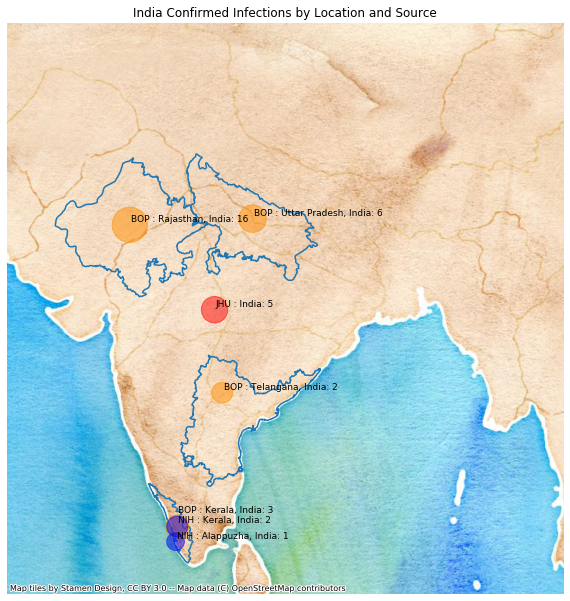 India Confirmed Infections by Location and Source
BOP : Uttar Pradesh, India: 6
BOP : Rajasthan, India: 16
JHU : India: 5
BOP : Telangana, India: 2
BOP : Kerala, India: 3
NIH : Kerala, India: 2
NIH : Alappuzha, India: 1
Map tiles by Stamen Design, CC BY 3.0 -- Map data (C) OpenStreetMap contributors